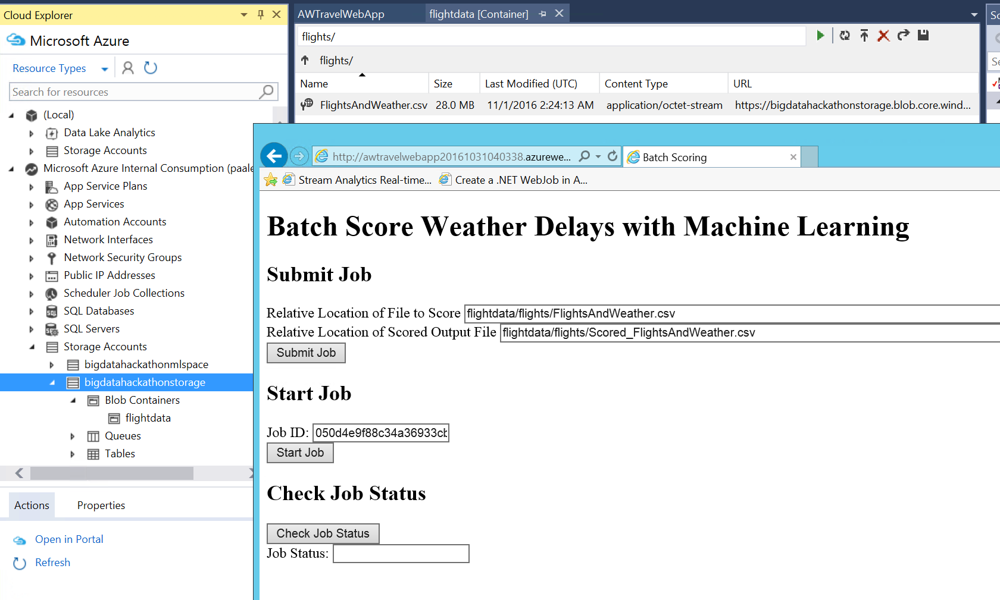 Cloud Explorer
Microsoft Azure
Resource Types
Search for resources
(Local)
Data Lake Analytics
Storage Accounts
Microsoft Azure Internal Consumption (paale
App Service Plans
App Services
Automation Accounts
Network Interfaces
Network Security Groups
Public IP Addresses
Scheduler Job Collections
SQL Databases
SQL Servers
Storage Accounts
bigdatahackathonmlspace
bigdatahackathonstorage
Blob Containers
flightdata
Queues
Tables
Actions Properties
Open in Portal
Refresh
AWTravelWebApp flightdata [Container]
flights/
flights/
Name Size Last Modified (UTC) Content Type URL
FlightsAndWeather.csv 28.0 MB 11/1/2016 2:24:13 AM application/octet-stream https://bigdatahackathonstorage.blob.core.wind...
http://awtravelwebapp20161031040338.azurewe... Batch Scoring
Stream Analytics Real-time... Create a .NET WebJob in A...
Batch Score Weather Delays with Machine Learning
Submit Job
Relative Location of File to Score flightdata/flights/FlightsAndWeather.csv
Relative Location of Scored Output File flightdata/flights/Scored_FlightsAndWeather.csv
Submit Job
Start Job
Job ID: 050d4e9f88c34a36933cb
Start Job
Check Job Status
Check Job Status
Job Status: